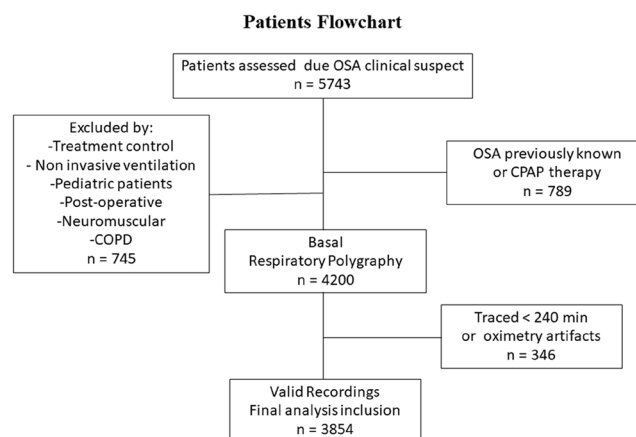 Patients Flowchart
Patients assessed due OSA clinical suspect
n = 5743
Excluded by:
-Treatment control
- Non invasive ventilation
-Pediatric patients
-Post-operative
-Neuromuscular
-COPD
n = 745
OSA previously known
or CPAP therapy
n = 789
Basal
Respiratory Polygraphy
n = 4200
Traced < 240 min
or oximetry artifacts
n = 346
Valid Recordings
Final analysis inclusion
n = 3854